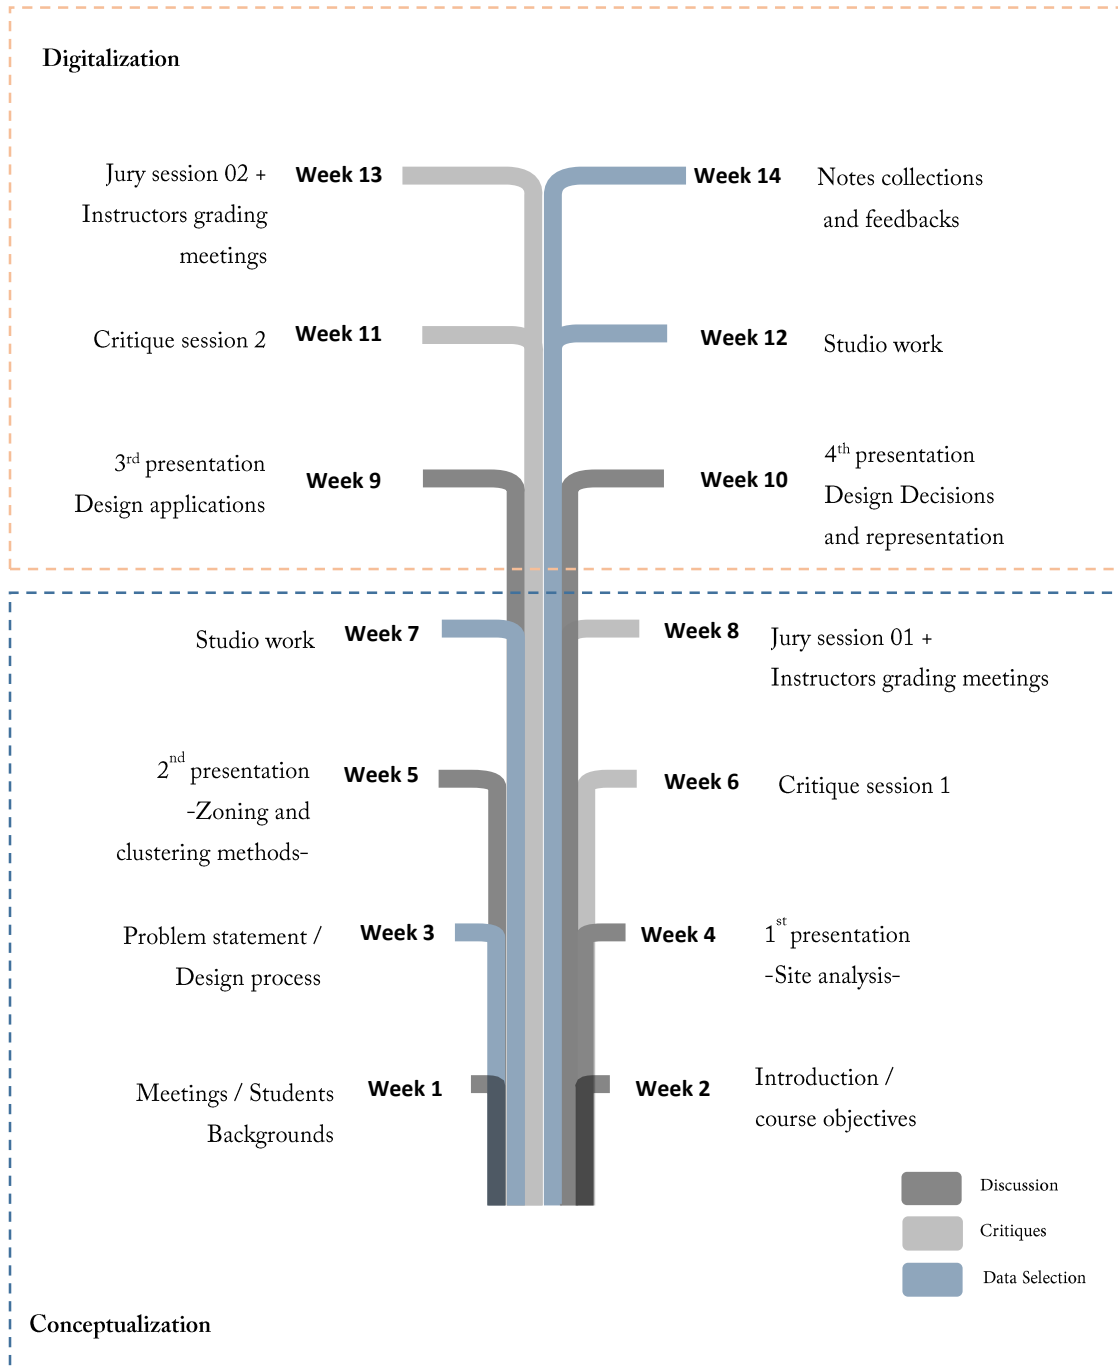 Digitalization
Jury session 02 +
Instructors grading
meetings
Week 13
Week 14
Notes collections
and feedbacks
Critique session 2
Week 11
Week 12
Studio work
3rd presentation
Design applications
Week 9
Week 10
4th presentation
Design Decisions
and representation
Studio work
Week 7
Week 8
Jury session 01 +
Instructors grading meetings
2nd presentation
-Zoning and
clustering methods-
Week 5
Week 6
Critique session 1
Problem statement /
Design process
Week 3
Week 4
1st presentation
-Site analysis-
Meetings / Students
Backgrounds
Week 1
Week 2
Introduction /
course objectives
Discussion
Critiques
Data Selection
Conceptualization